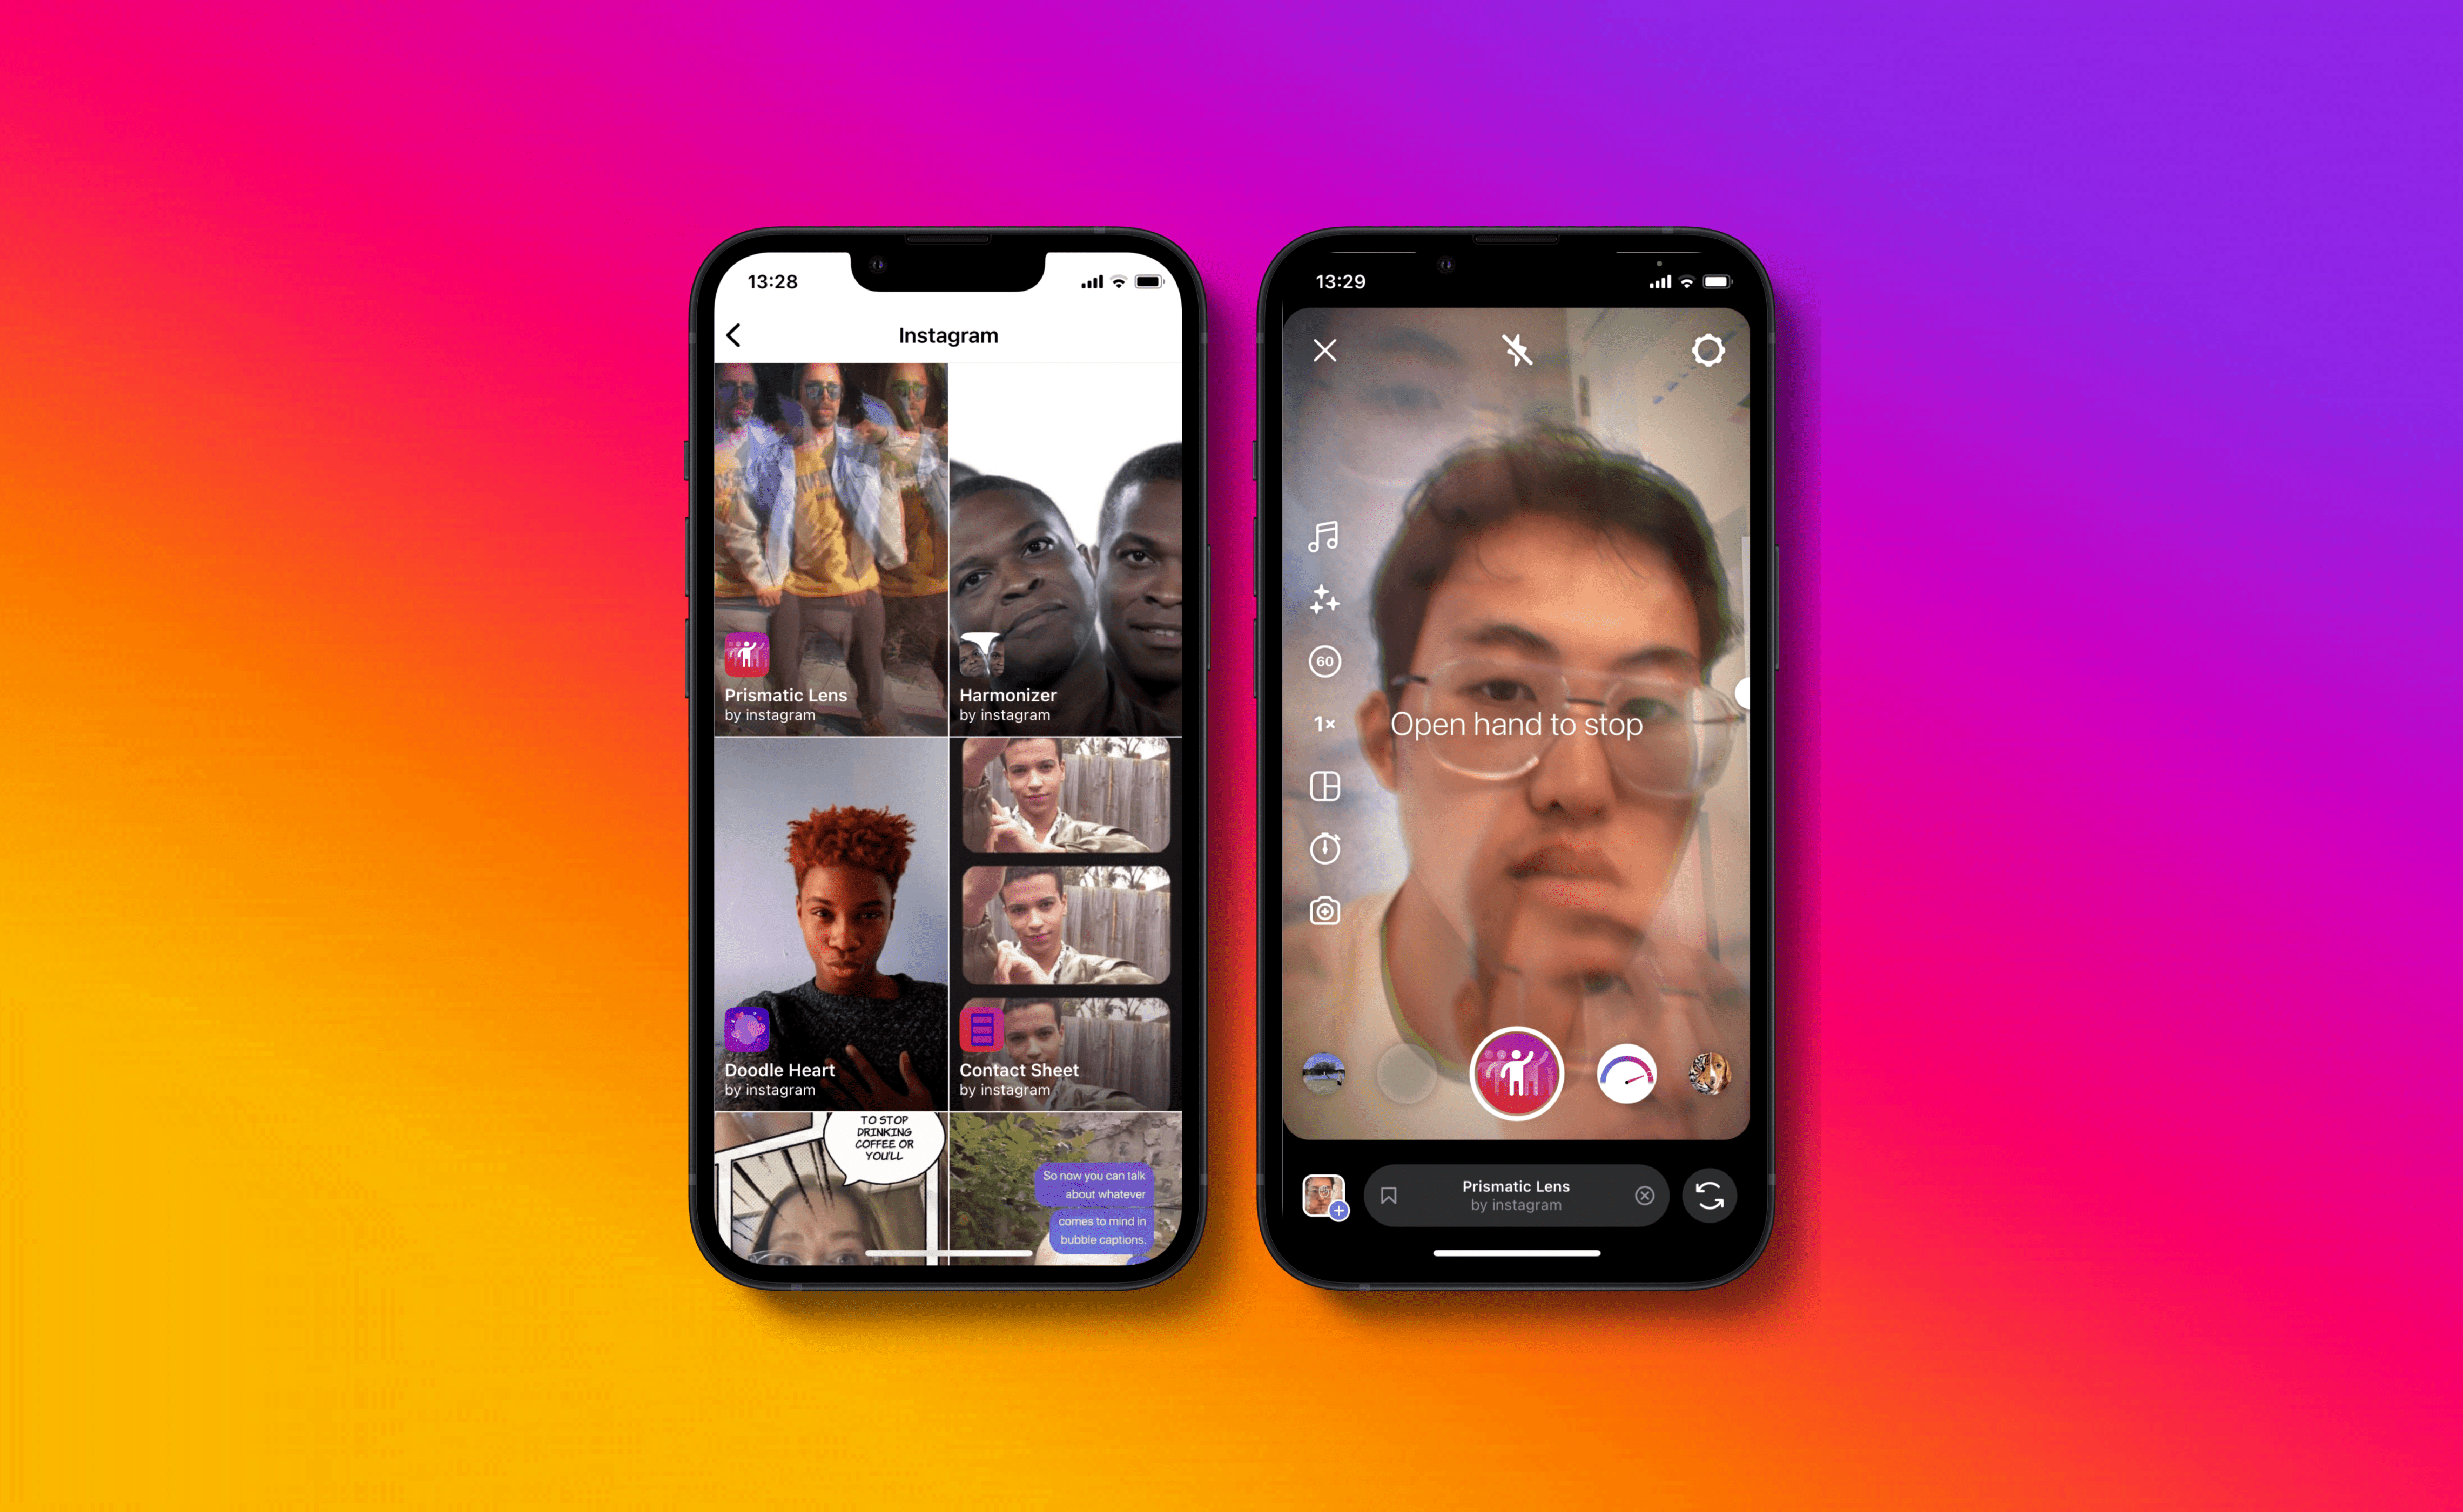 13:28
Instagram
Prismatic Lens
by instagram
Harmonizer
by instagram
Doodle Heart
by instagram
Contact Sheet
by instagram
TO STOP
DRINKING
COFFEE OR
YOU'LL
So now you can talk
about whatever
comes to mind in
bubble captions.
13:29
60
1×
Open hand to stop
Prismatic Lens
by instagram